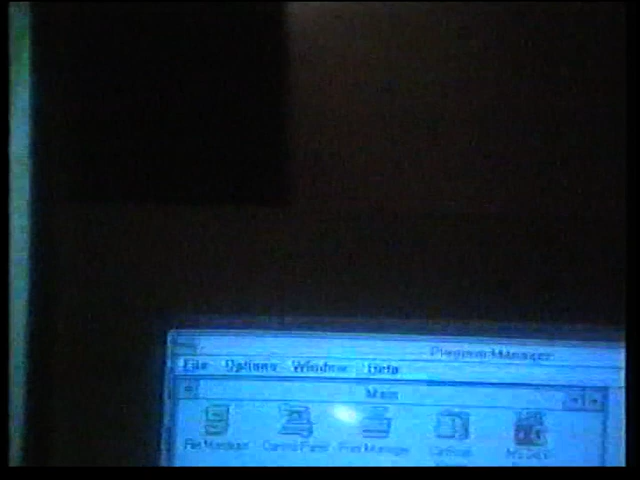 Program Manager
File Options Window Help
Main
File Manager Control Panel Print Manager